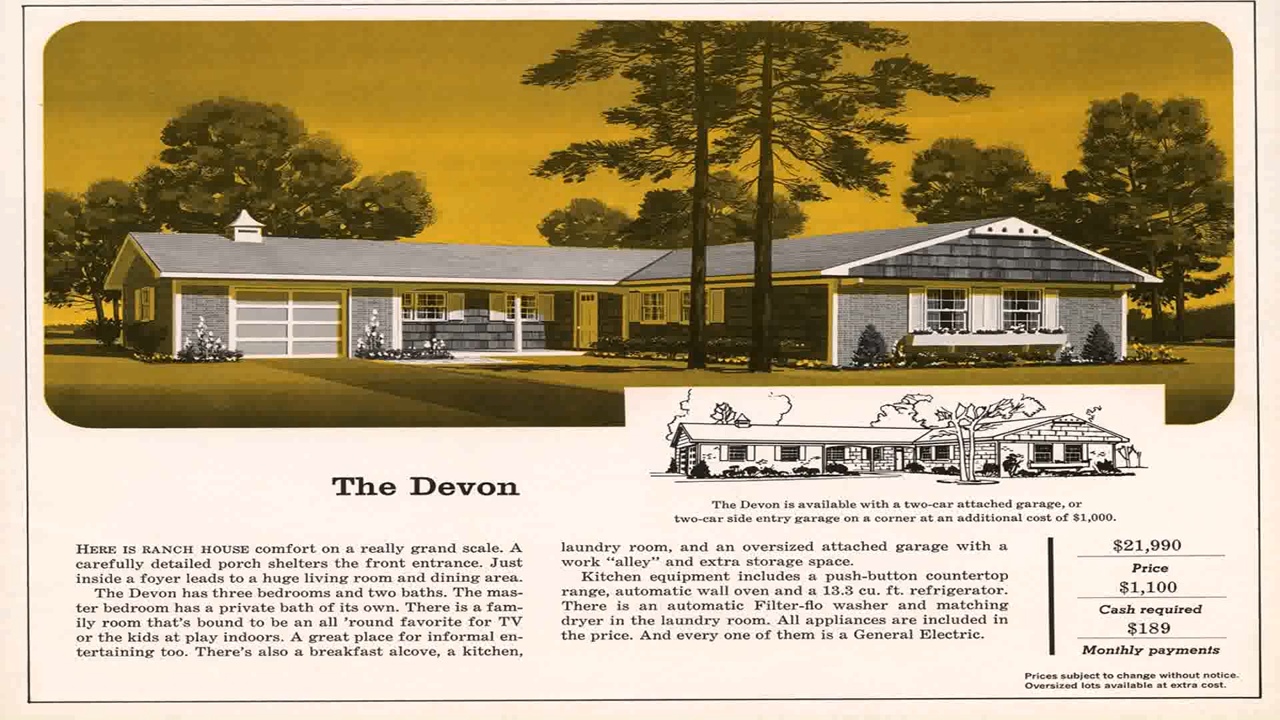 The Devon
The Devon is available with a two-car attached garage, or
two-car side entry garage on a corner at an additional cost of $1,000.
HERE IS RANCH HOUSE comfort on a really grand scale. A
carefully detailed porch shelters the front entrance. Just
inside a foyer leads to a huge living room and dining area.
The Devon has three bedrooms and two baths. The mas-
ter bedroom has a private bath of its own. There is a fam-
ily room that's bound to be an all 'round favorite for TV
or the kids at play indoors. A great place for informal en-
tertaining too. There's also a breakfast alcove, a kitchen,
laundry room, and an oversized attached garage with a
work “alley” and extra storage space.
Kitchen equipment includes a push-button countertop
range, automatic wall oven and a 13.3 cu. ft. refrigerator.
There is an automatic Filter-flo washer and matching
dryer in the laundry room. All appliances are included in
the price. And every one of them is a General Electric.
$21,990
Price
$1,100
Cash required
$189
Monthly payments
Prices subject to change without notice.
Oversized lots available at extra cost.